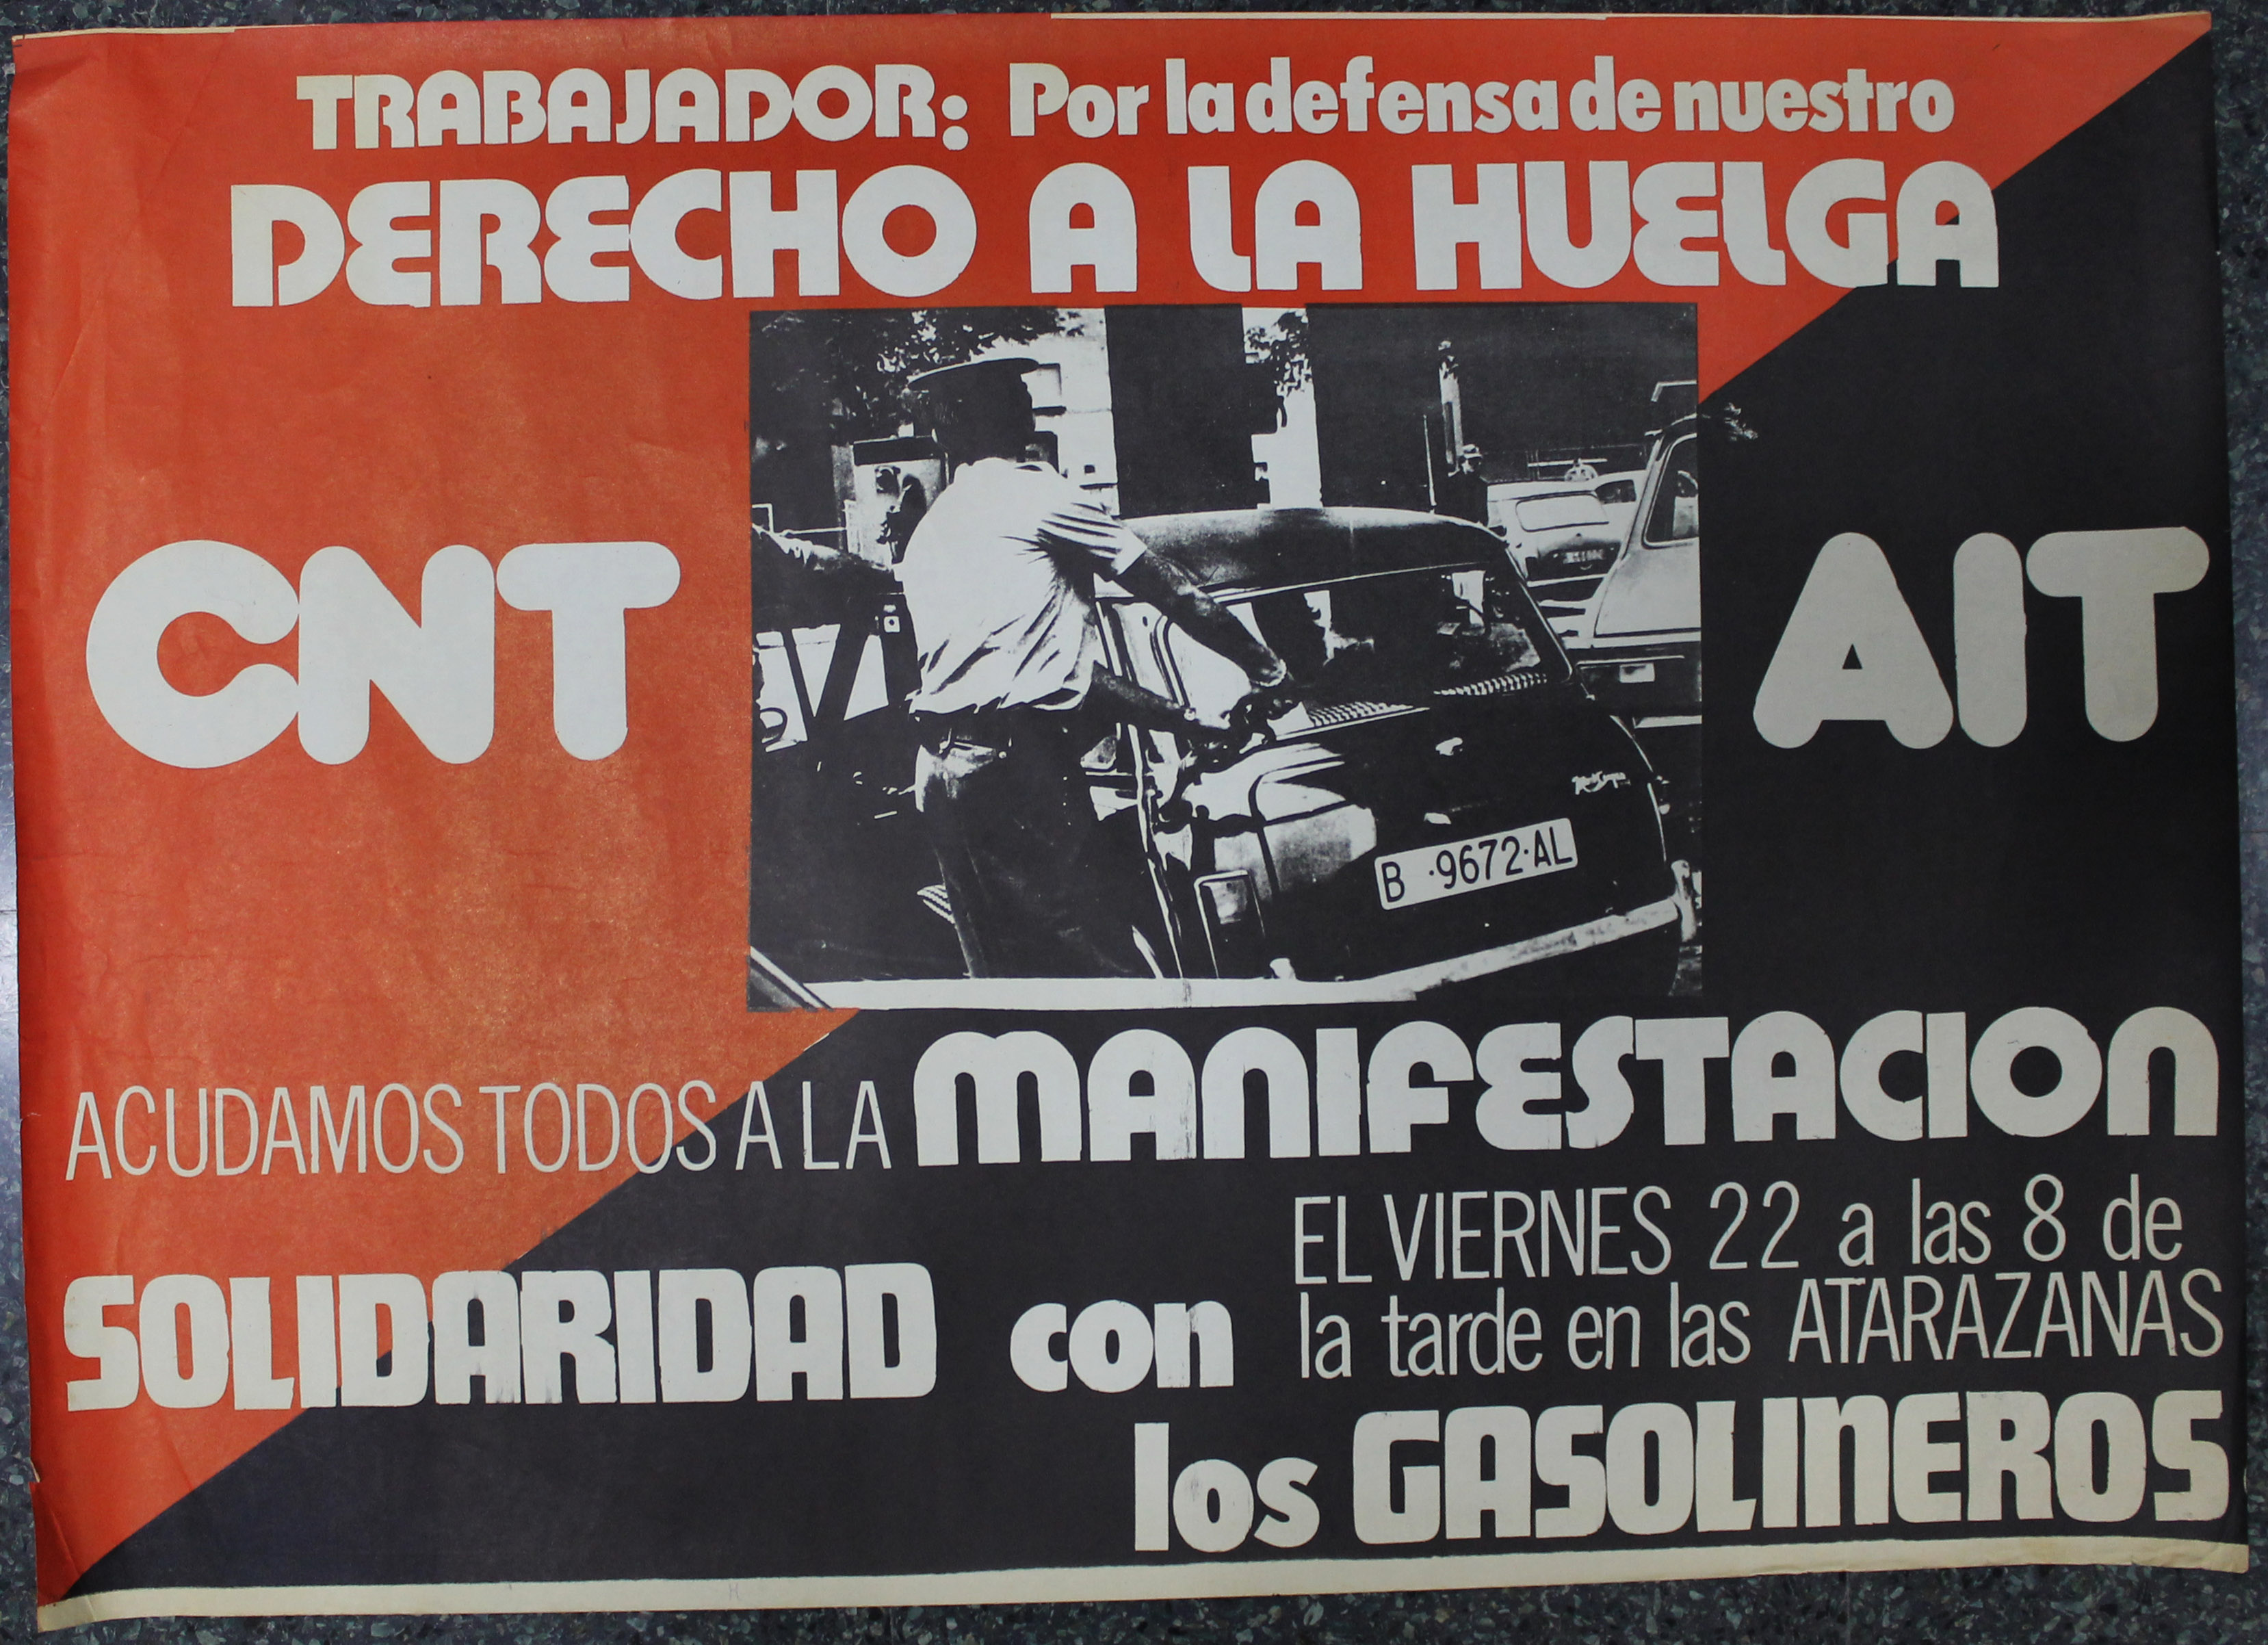 TRABAJADOR: Por la defensa de nuestro
DERECHO A LA HUELGA
CNT
AIT
B ·9672·AL
ACUDAMOS TODOS A LA MANIFESTACION
EL VIERNES 22 a las 8 de
la tarde en las ATARAZANAS
SOLIDARIDAD con
los GASOLINEROS